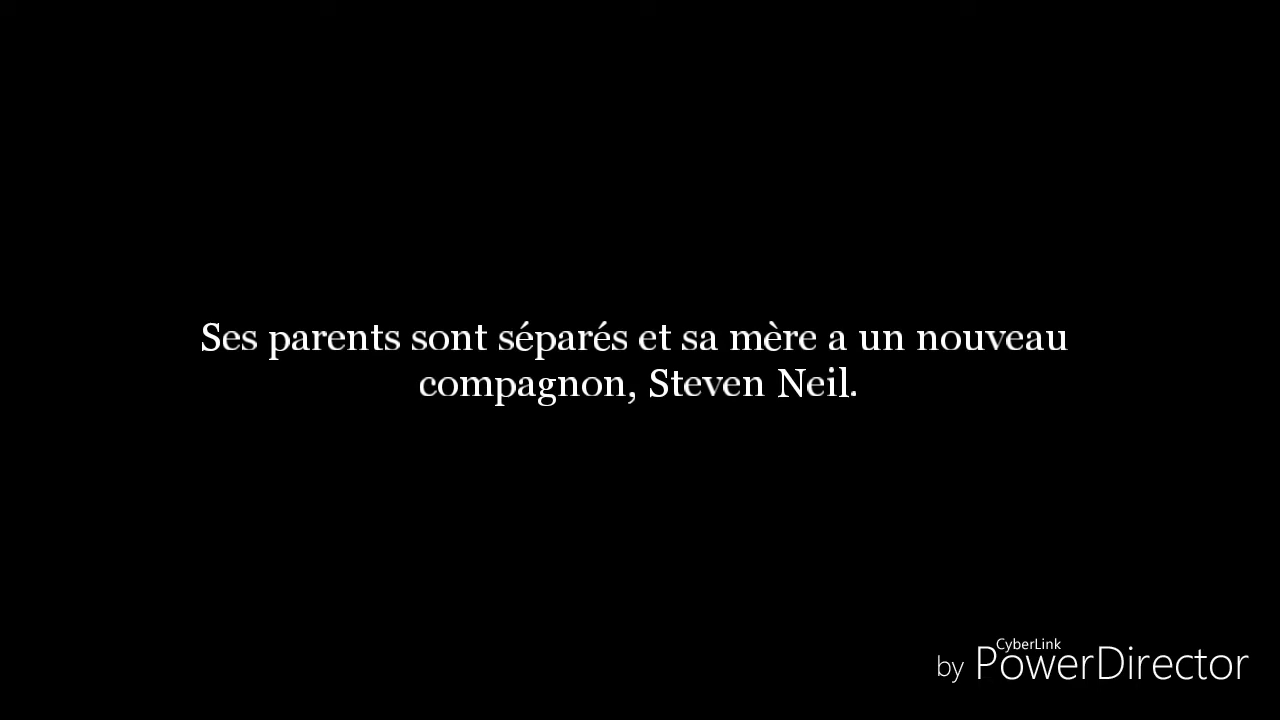 Ses parents sont séparés et sa mère a un nouveau
compagnon, Steven Neil.
CyberLink
by PowerDirector